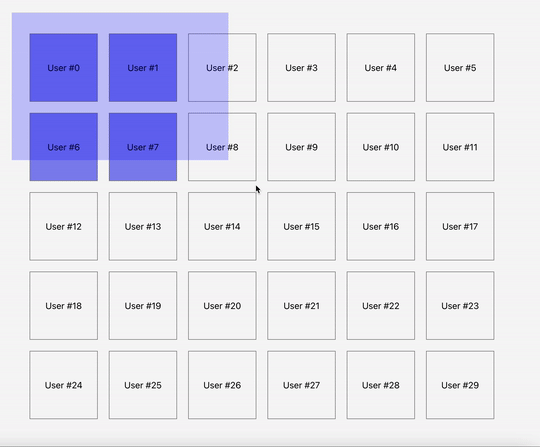 User #0 User #1 User #2 User #3 User #4 User #5
User #6 User #7 User #8 User #9 User #10 User #11
User #12 User #13 User #14 User #15 User #16 User #17
User #18 User #19 User #20 User #21 User #22 User #23
User #24 User #25 User #26 User #27 User #28 User #29